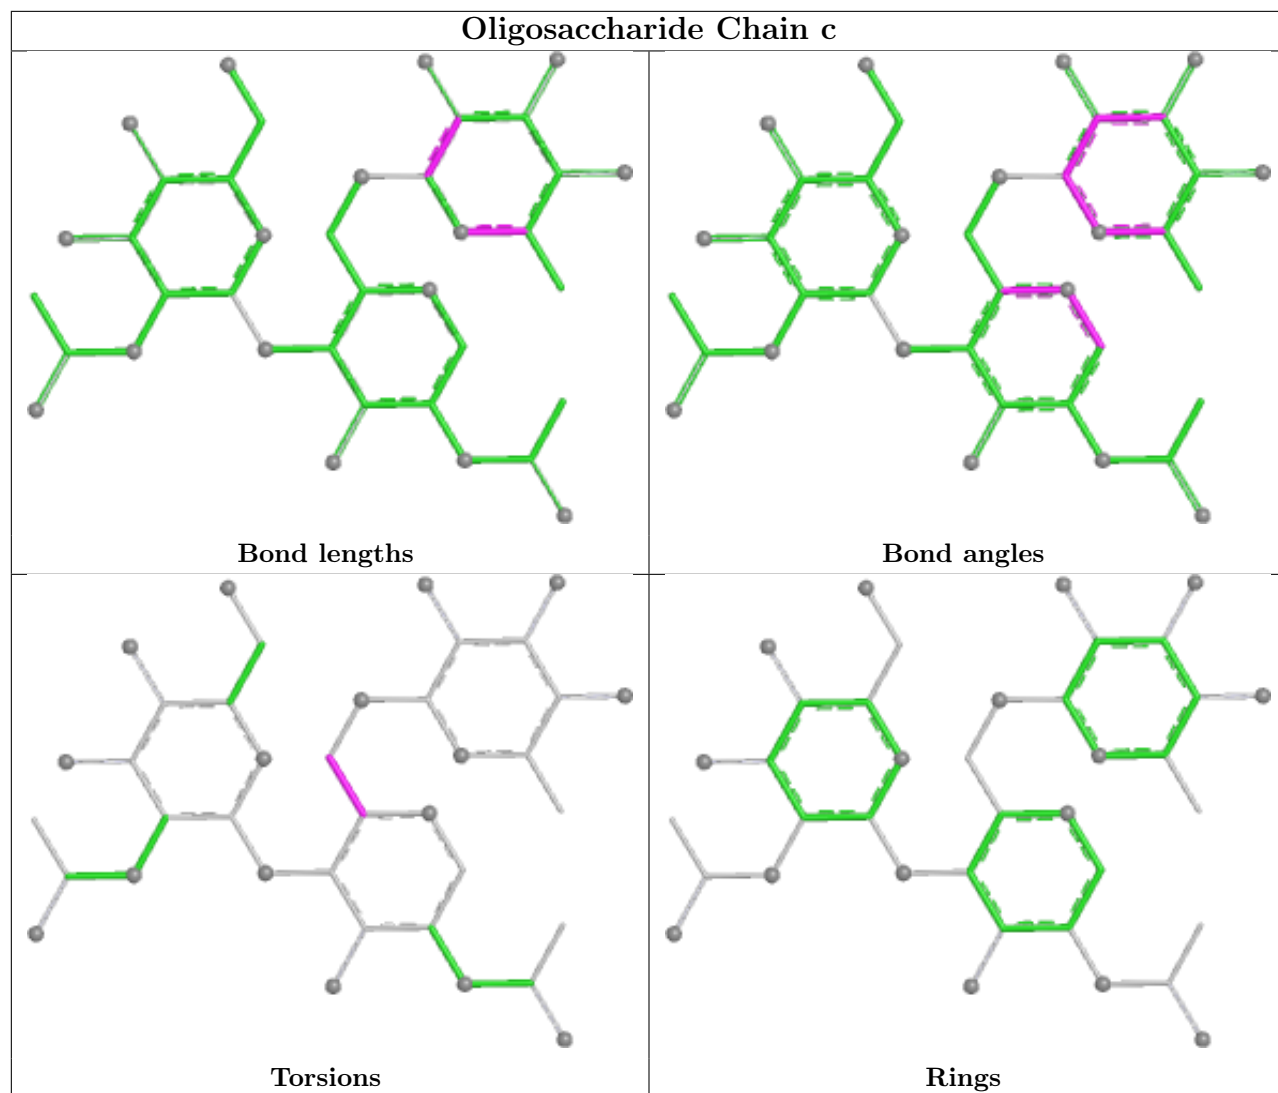 Oligosaccharide Chain c
Bond lengths
Bond angles
Torsions
Rings